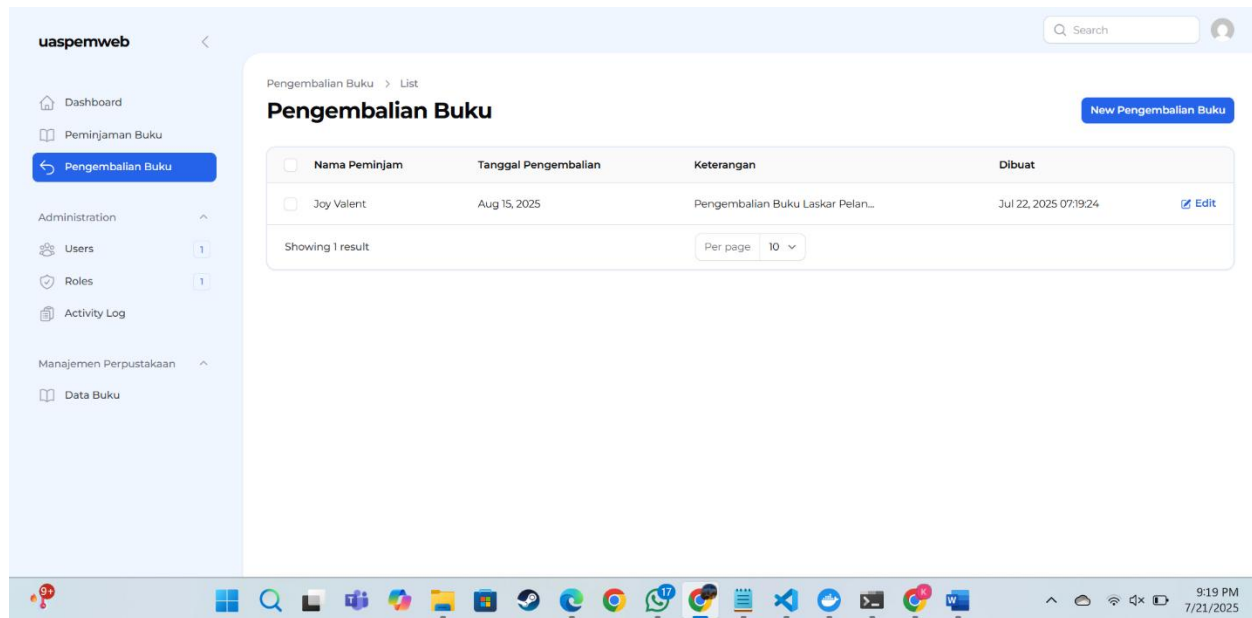 uaspemweb
Search
Dashboard
Peminjaman Buku
Pengembalian Buku
Administration
Users 1
Roles 1
Activity Log
Manajemen Perpustakaan
Data Buku
Pengembalian Buku > List
Pengembalian Buku
New Pengembalian Buku
Nama Peminjam Tanggal Pengembalian Keterangan Dibuat
Joy Valent Aug 15, 2025 Pengembalian Buku Laskar Pelan... Jul 22, 2025 07:19:24 Edit
Showing 1 result Per page 10
9+
17
9:19 PM
7/21/2025